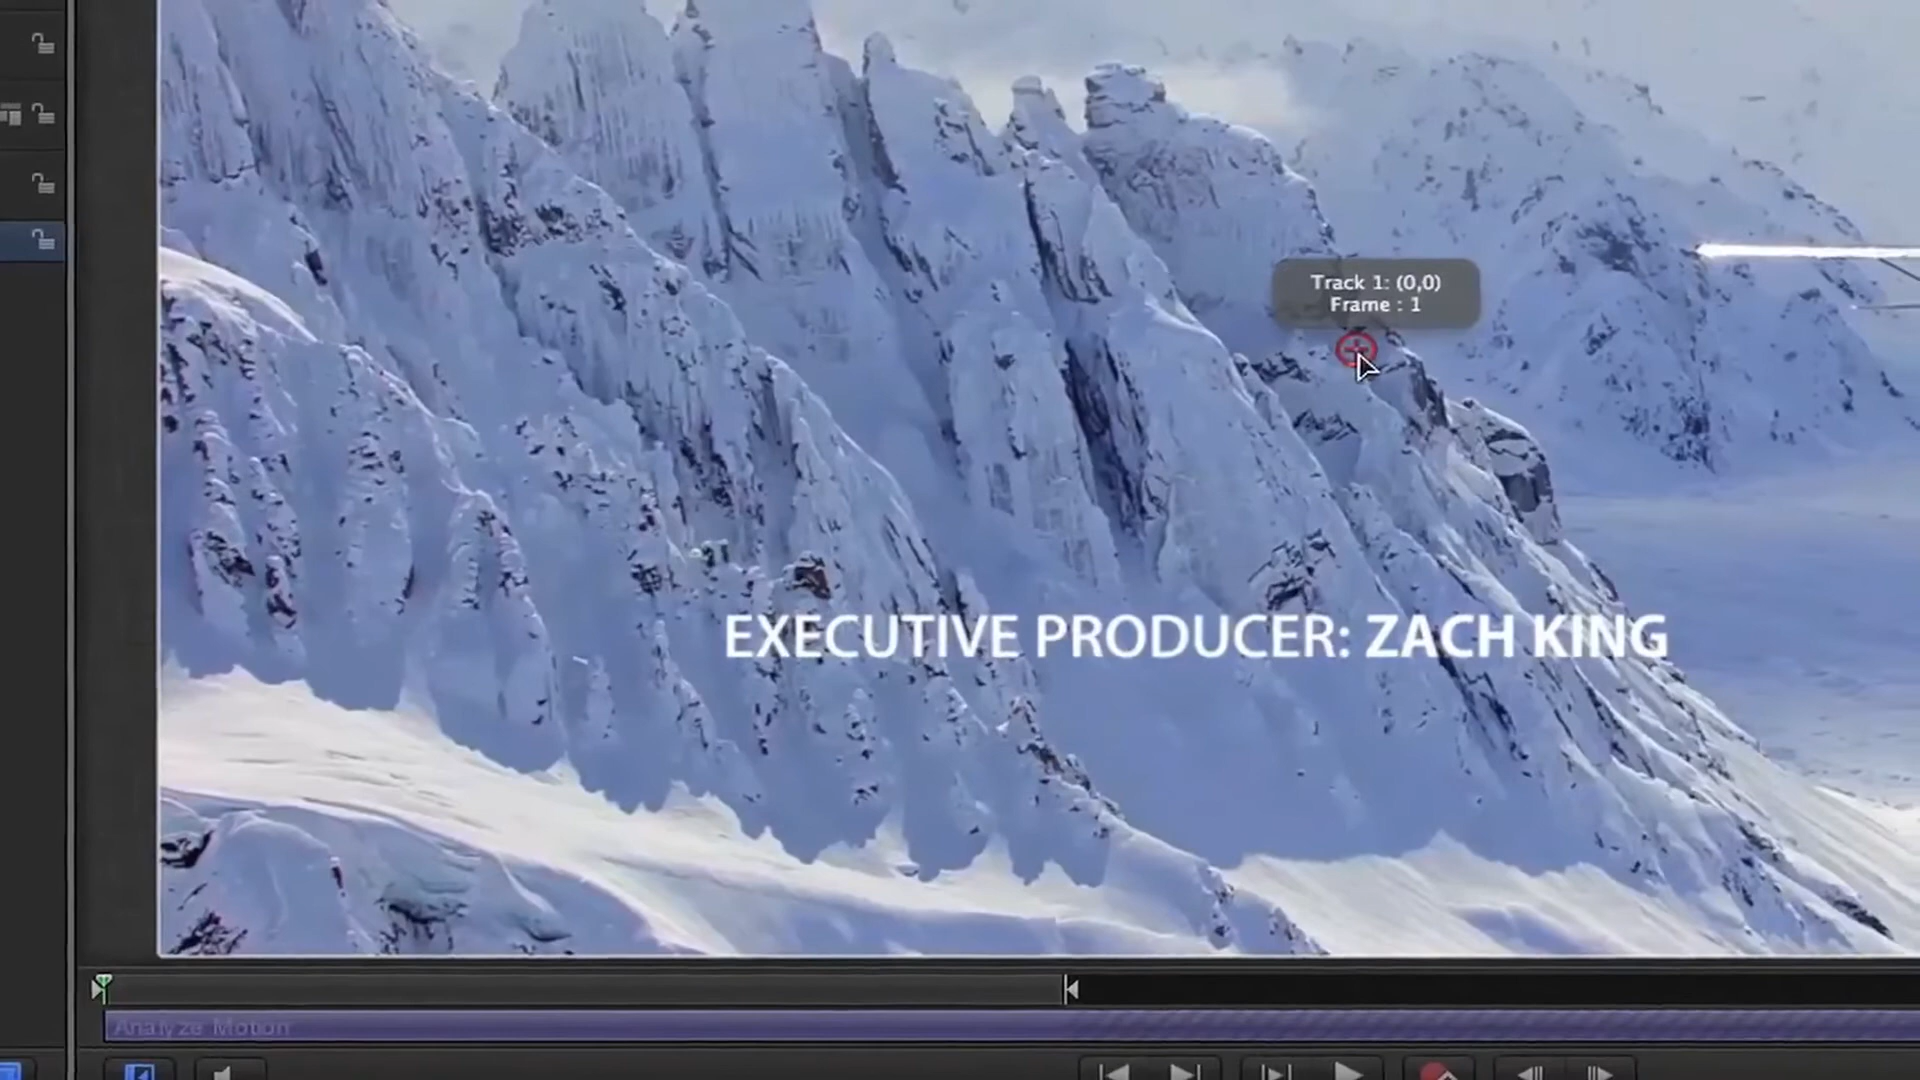 Track 1: (0,0)
Frame : 1
EXECUTIVE PRODUCER: ZACH KING
Analyze Motion